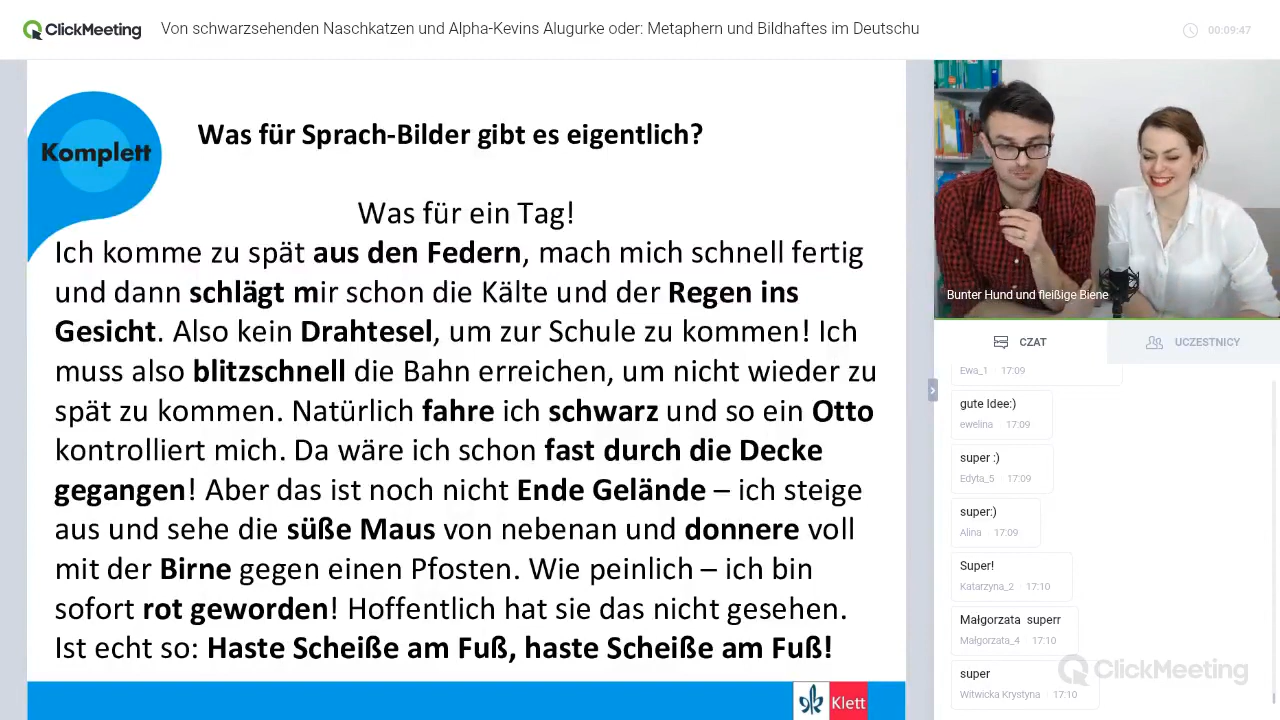 ClickMeeting
Von schwarzsehenden Naschkatzen und Alpha-Kevins Alugurke oder: Metaphern und Bildhaftes im Deutschu
00:09:47
Komplett
Was für Sprach-Bilder gibt es eigentlich?
Was für ein Tag!
Ich komme zu spät aus den Federn, mach mich schnell fertig
und dann schlägt mir schon die Kälte und der Regen ins
Gesicht. Also kein Drahtesel, um zur Schule zu kommen! Ich
muss also blitzschnell die Bahn erreichen, um nicht wieder zu
spät zu kommen. Natürlich fahre ich schwarz und so ein Otto
kontrolliert mich. Da wäre ich schon fast durch die Decke
gegangen! Aber das ist noch nicht Ende Gelände – ich steige
aus und sehe die süße Maus von nebenan und donnere voll
mit der Birne gegen einen Pfosten. Wie peinlich – ich bin
sofort rot geworden! Hoffentlich hat sie das nicht gesehen.
Ist echt so: Haste Scheiße am Fuß, haste Scheiße am Fuß!
Klett
Bunter Hund und fleißige Biene
CZAT
UCZESTNICY
Ewa_1 17:09
gute Idee:)
ewelina 17:09
super :)
Edyta_5 17:09
super:)
Alina 17:09
Super!
Katarzyna_2 17:10
Małgorzata superr
Małgorzata_4 17:10
super
Witwicka Krystyna 17:10
ClickMeeting